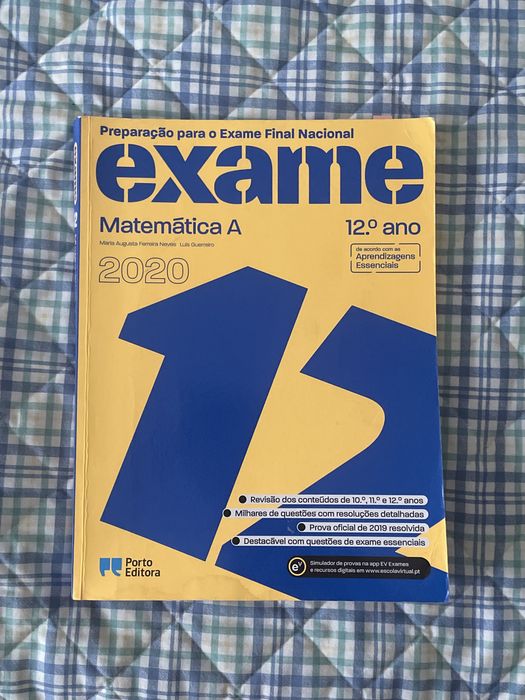 Preparação para o Exame Final Nacional
exame
Matemática A
12.º ano
Maria Augusta Ferreira Neves Luís Guerreiro
2020
de acordo com as
Aprendizagens
Essenciais
12
Revisão dos conteúdos de 10.º, 11.º e 12.º anos
Milhares de questões com resoluções detalhadas
Prova oficial de 2019 resolvida
Destacável com questões de exame essenciais
Porto
Editora
ev
Simulador de provas na app EV Exames
e recursos digitais em www.escolavirtual.pt